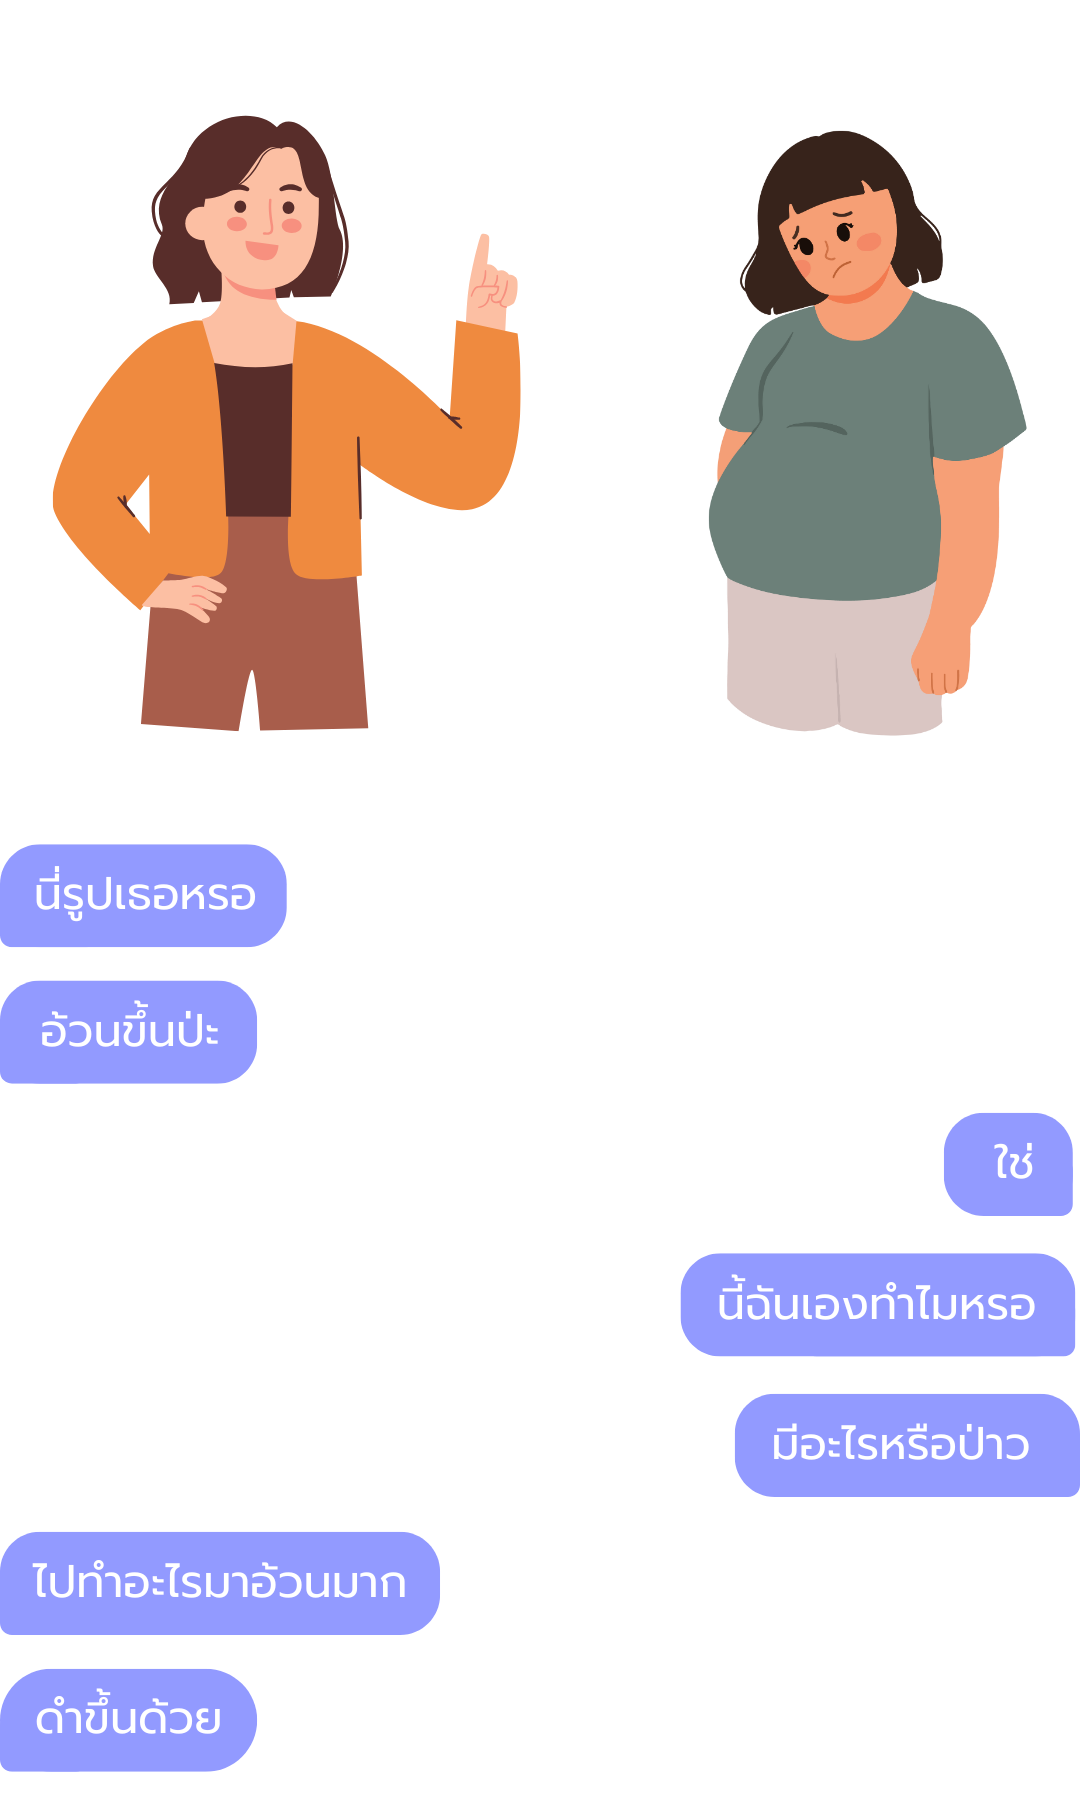 นี่รูปเธอหรอ
อ้วนขึ้นป่ะ
ใช่
นี้ฉันเองทำไมหรอ
มีอะไรหรือป่าว
ไปทำอะไรมาอ้วนมาก
ดำขึ้นด้วย